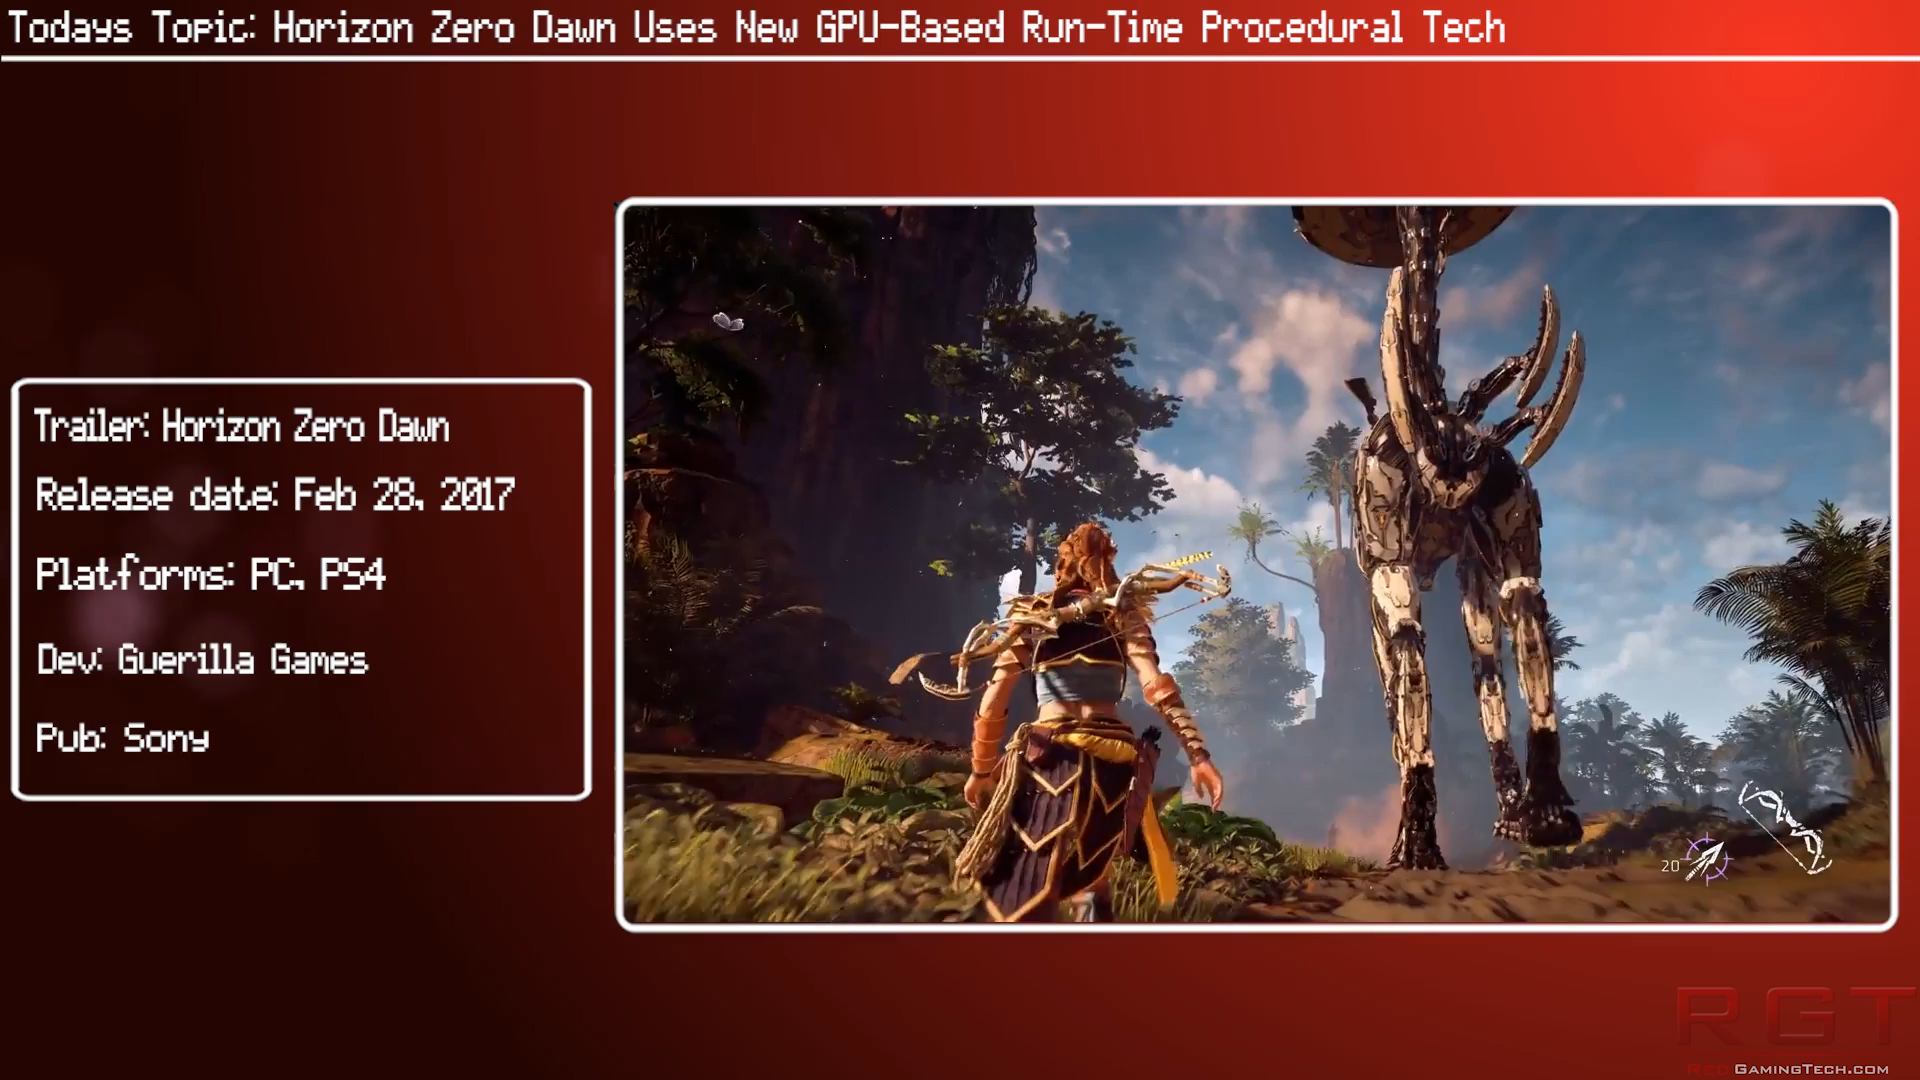 Todays Topic: Horizon Zero Dawn Uses New GPU-Based Run-Time Procedural Tech
Trailer: Horizon Zero Dawn
Release date: Feb 28, 2017
Platforms: PC, PS4
Dev: Guerilla Games
Pub: Sony
20
RGT
RedGamingTech.com